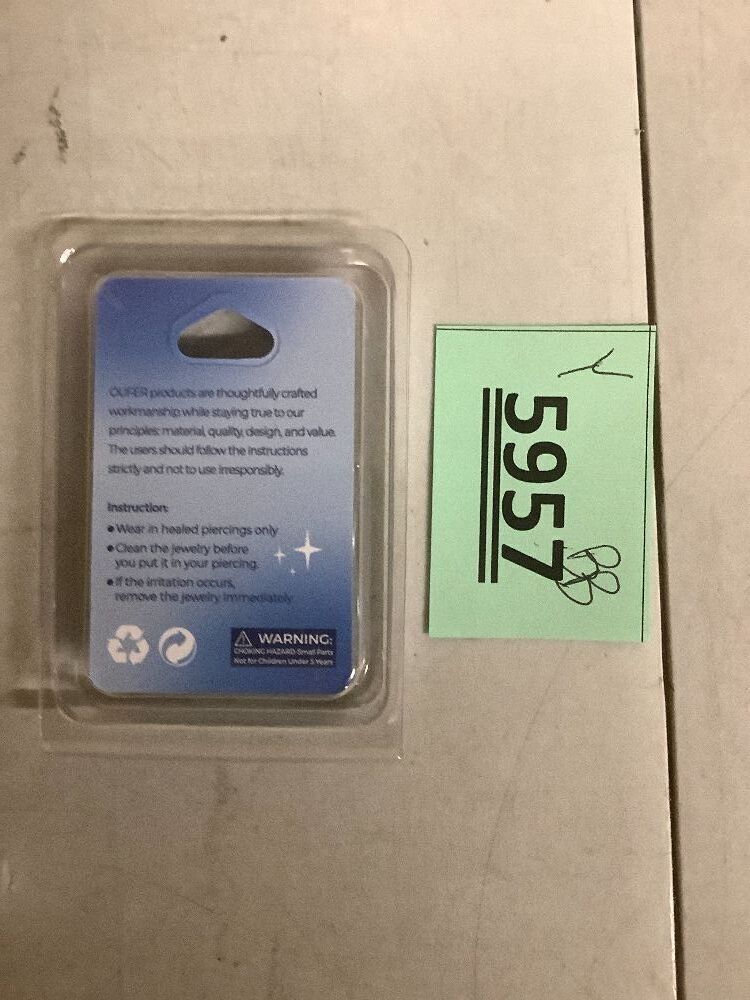 OUFER products are thoughtfully crafted
workmanship while staying true to our
principles: material, quality, design, and value.
The users should follow the instructions
strictly and not to use irresponsibly.
Instruction:
● Wear in healed piercings only
● Clean the jewelry before
you put it in your piercing.
● If the irritation occurs,
remove the jewelry immediately
WARNING:
CHOKING HAZARD-Small Parts
Not for Children Under 3 Years
5957